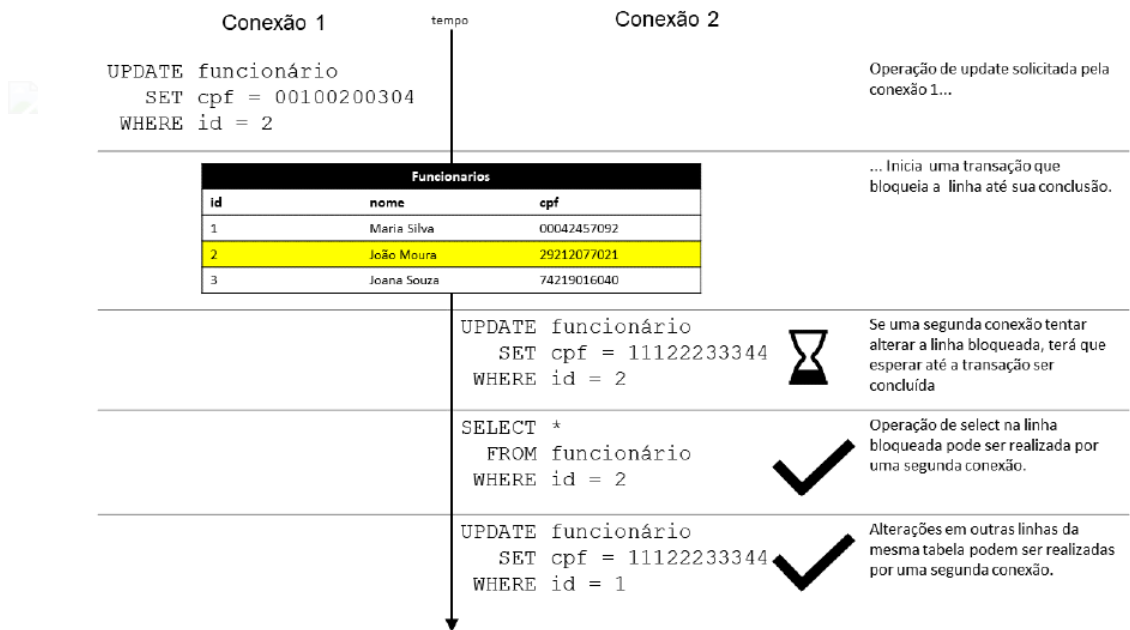 Conexão 1
tempo
Conexão 2
UPDATE funcionário
SET cpf = 00100200304
WHERE id = 2
Operação de update solicitada pela
conexão 1...
... Inicia uma transação que
bloqueia a linha até sua conclusão.
Funcionarios
id nome cpf
1 Maria Silva 00042457092
2 João Moura 29212077021
3 Joana Souza 74219016040
UPDATE funcionário
SET cpf = 11122233344
WHERE id = 2
Se uma segunda conexão tentar
alterar a linha bloqueada, terá que
esperar até a transação ser
concluída
SELECT *
FROM funcionário
WHERE id = 2
Operação de select na linha
bloqueada pode ser realizada por
uma segunda conexão.
UPDATE funcionário
SET cpf = 11122233344
WHERE id = 1
Alterações em outras linhas da
mesma tabela podem ser realizadas
por uma segunda conexão.